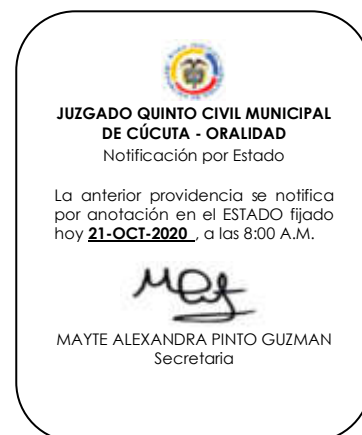 JUZGADO QUINTO CIVIL MUNICIPAL
DE CÚCUTA - ORALIDAD
Notificación por Estado
La anterior providencia se notifica
por anotación en el ESTADO fijado
hoy 21-OCT-2020 , a las 8:00 A.M.
MAYTE ALEXANDRA PINTO GUZMAN
Secretaria